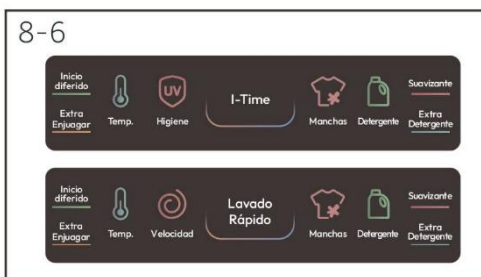 8-6
Inicio
diferido
Extra
Enjuagar
Temp.
UV
Higiene
I-Time
Manchas
Detergente
Suavizante
Extra
Detergente
Inicio
diferido
Extra
Enjuagar
Temp.
Velocidad
Lavado
Rápido
Manchas
Detergente
Suavizante
Extra
Detergente